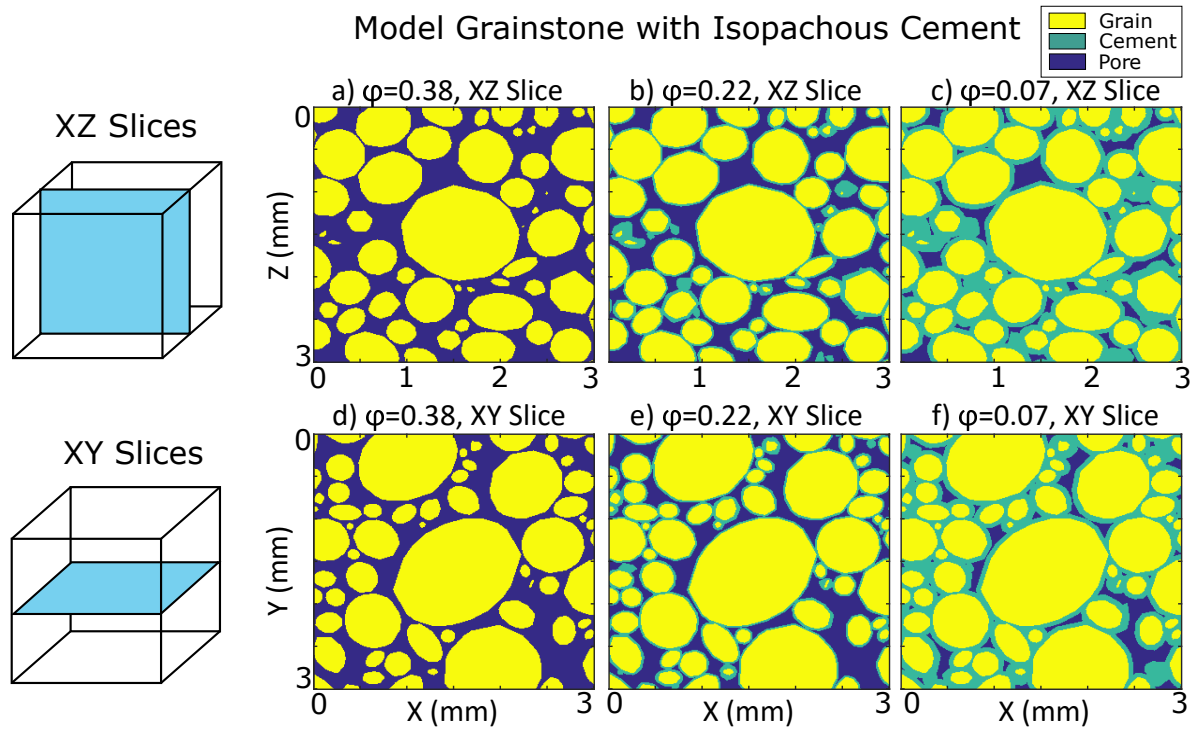 Model Grainstone with Isopachous Cement
Grain
Cement
Pore
XZ Slices
a) φ=0.38, XZ Slice
b) φ=0.22, XZ Slice
c) φ=0.07, XZ Slice
0
Z (mm)
3
0 1 2 3
1 2 3
1 2 3
XY Slices
d) φ=0.38, XY Slice
e) φ=0.22, XY Slice
f) φ=0.07, XY Slice
0
Y (mm)
3
0 X (mm) 3
0 X (mm) 3
0 X (mm) 3